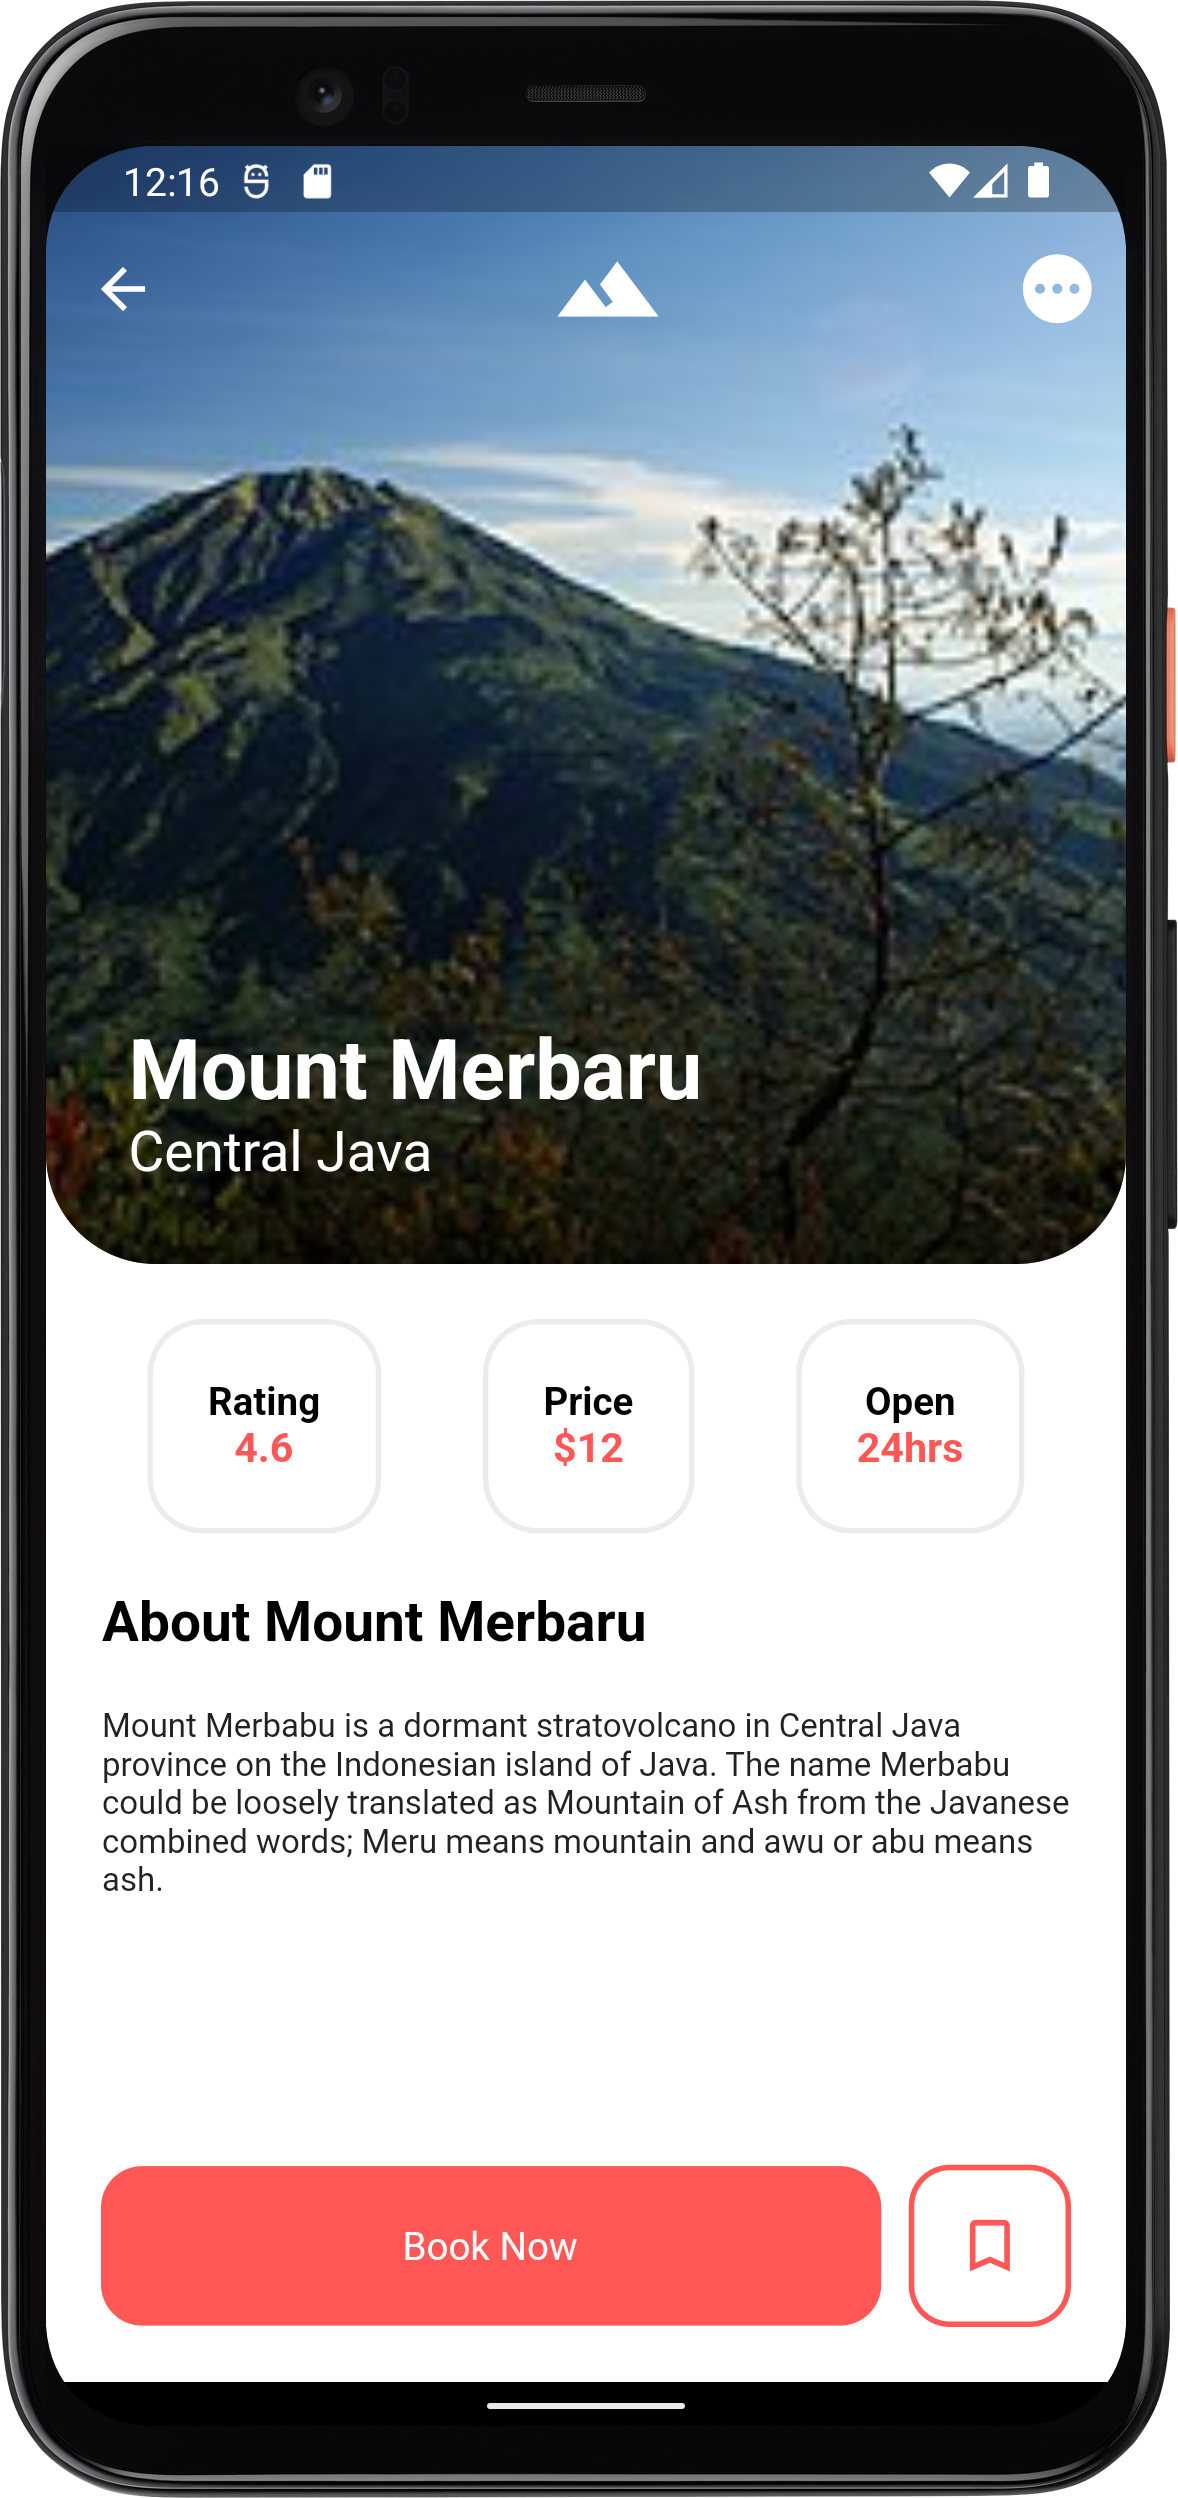 12:16
Mount Merbaru
Central Java
Rating
4.6
Price
$12
Open
24hrs
About Mount Merbaru
Mount Merbabu is a dormant stratovolcano in Central Java
province on the Indonesian island of Java. The name Merbabu
could be loosely translated as Mountain of Ash from the Javanese
combined words; Meru means mountain and awu or abu means
ash.
Book Now